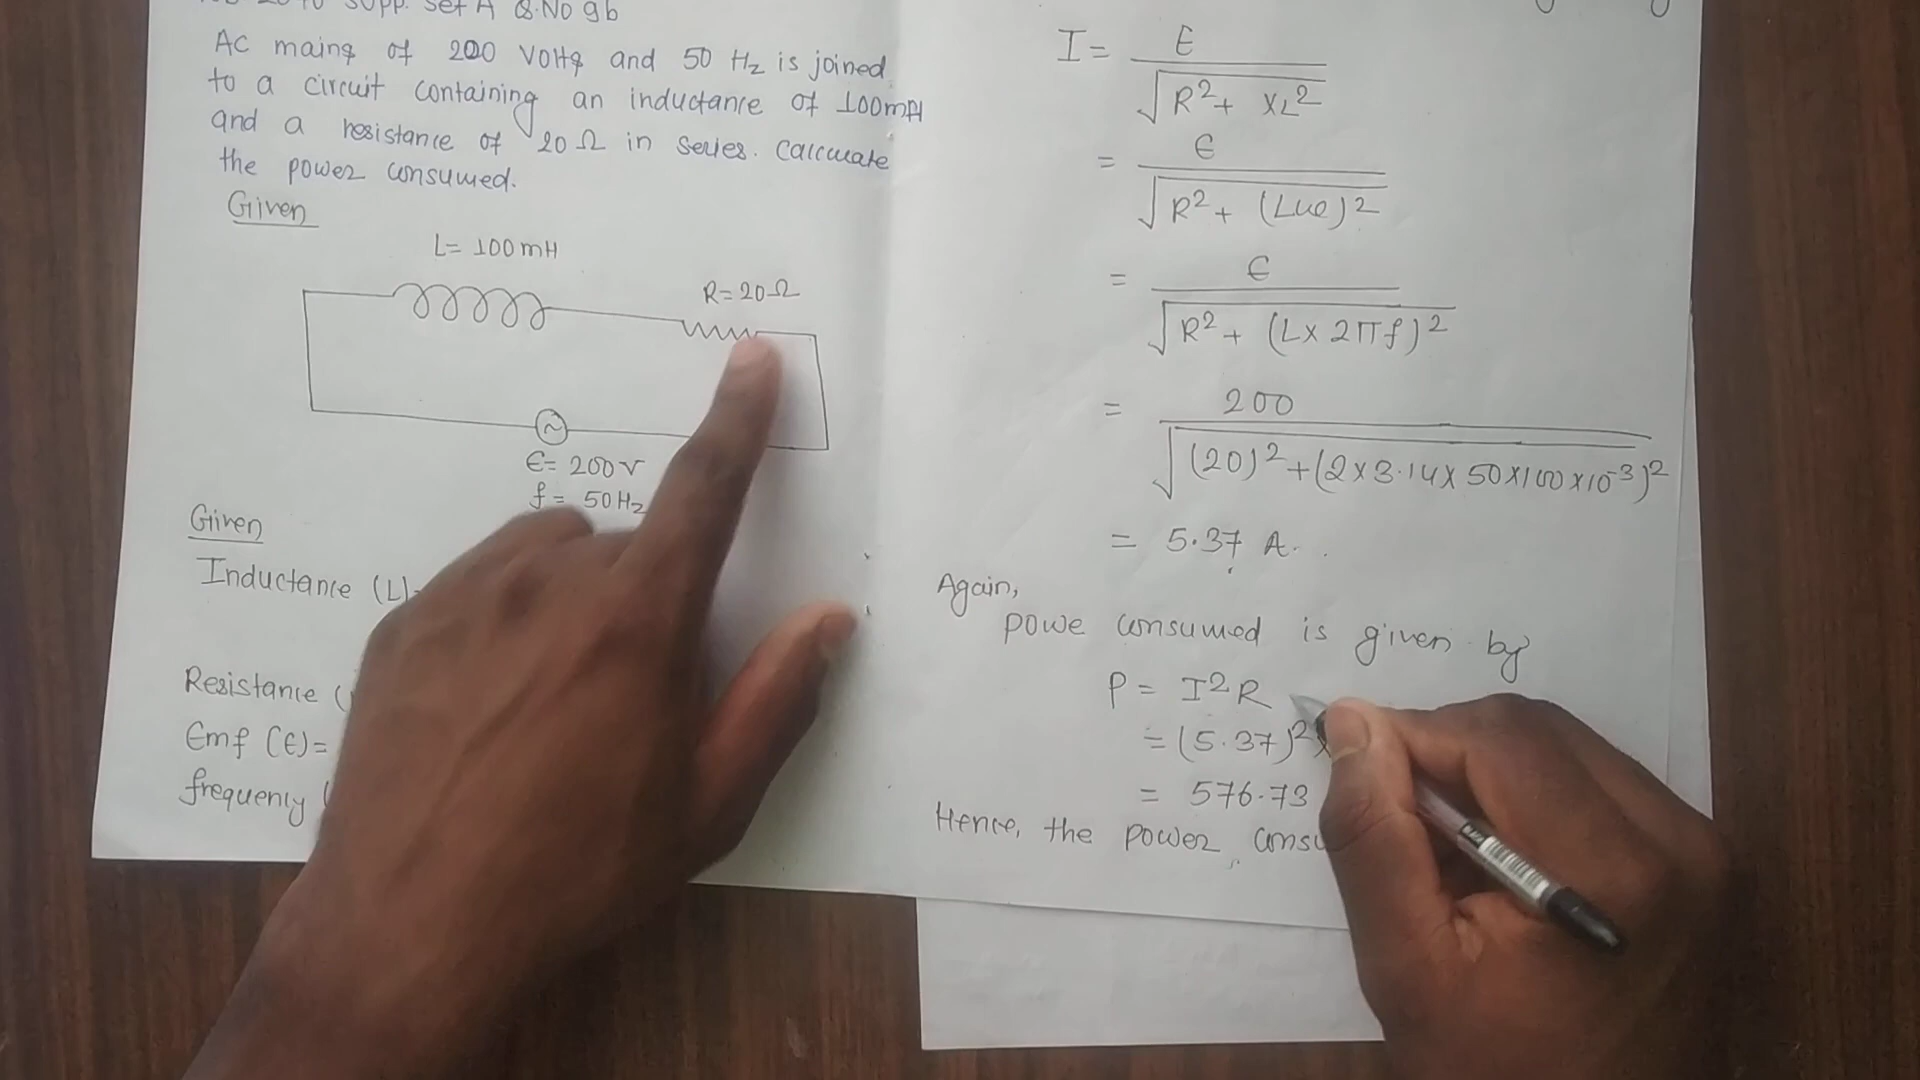 supp. Set A Q.No 9b
AC mains of 200 Volts and 50 Hz is joined
to a circuit containing an inductance of 100mH
and a resistance of 20Ω in series. Calculate
the power consumed.
Given
L= 100mH
R=20Ω
Є= 200v
f= 50Hz
Given
Inductance (L)
Resistance (
Emf (Є)=
frequency (
I= E/√R²+ XL²
= Є/√R²+ (Lω)²
= Є/√R²+ (L× 2πf)²
= 200/√(20)²+(2×3.14×50×100×10⁻³)²
= 5.37 A.
Again,
powe consumed is given by
P= I²R
= (5.37)²×
= 576.73
Hence, the power consu